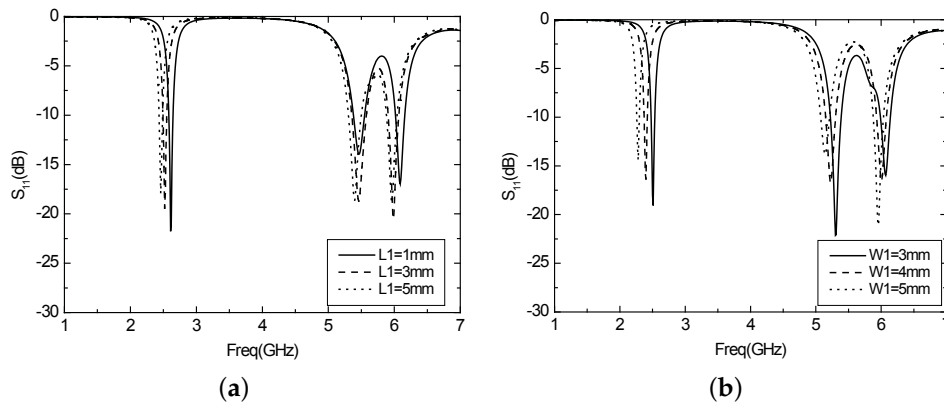 0
-5
-10
-15
-20
-25
-30
S11(dB)
1 2 3 4 5 6 7
Freq(GHz)
L1=1mm
L1=3mm
L1=5mm
(a)
0
-5
-10
-15
-20
-25
-30
S11(dB)
1 2 3 4 5 6 7
Freq(GHz)
W1=3mm
W1=4mm
W1=5mm
(b)